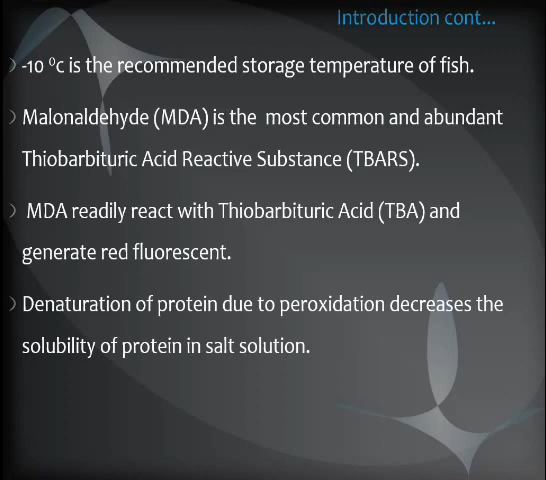 Introduction cont...
-10 ⁰c is the recommended storage temperature of fish.
Malonaldehyde (MDA) is the most common and abundant
Thiobarbituric Acid Reactive Substance (TBARS).
MDA readily react with Thiobarbituric Acid (TBA) and
generate red fluorescent.
Denaturation of protein due to peroxidation decreases the
solubility of protein in salt solution.